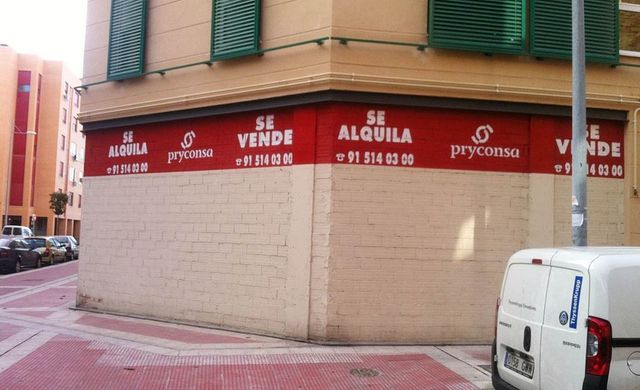 SE
ALQUILA
pryconsa
SE
VENDE
91 514 03 00
91 514 03 00
SE
ALQUILA
pryconsa
SE
VENDE
91 514 03 00
91 514 03 00
ThyssenKrupp